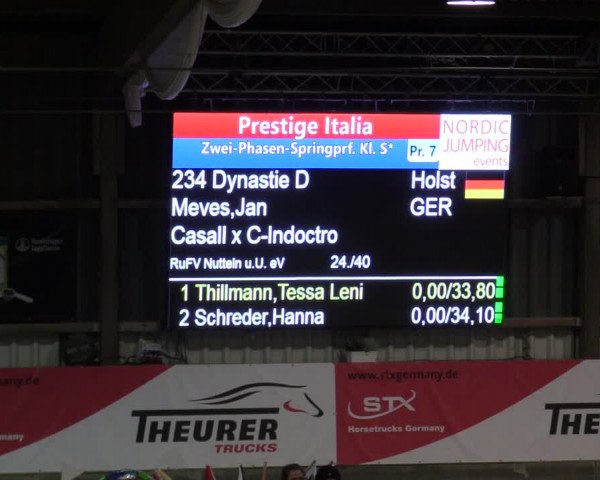 Prestige Italia
NORDIC
JUMPING
events
Zwei-Phasen-Springprf. Kl. S*
Pr. 7
234 Dynastie D Holst
Meves,Jan GER
Casall x C-Indoctro
RuFV Nutteln u.U. eV 24./40
1 Thillmann,Tessa Leni 0,00/33,80
2 Schreder,Hanna 0,00/34,10
www.stxgermany.de
THEURER
TRUCKS
STX
Horsetrucks Germany